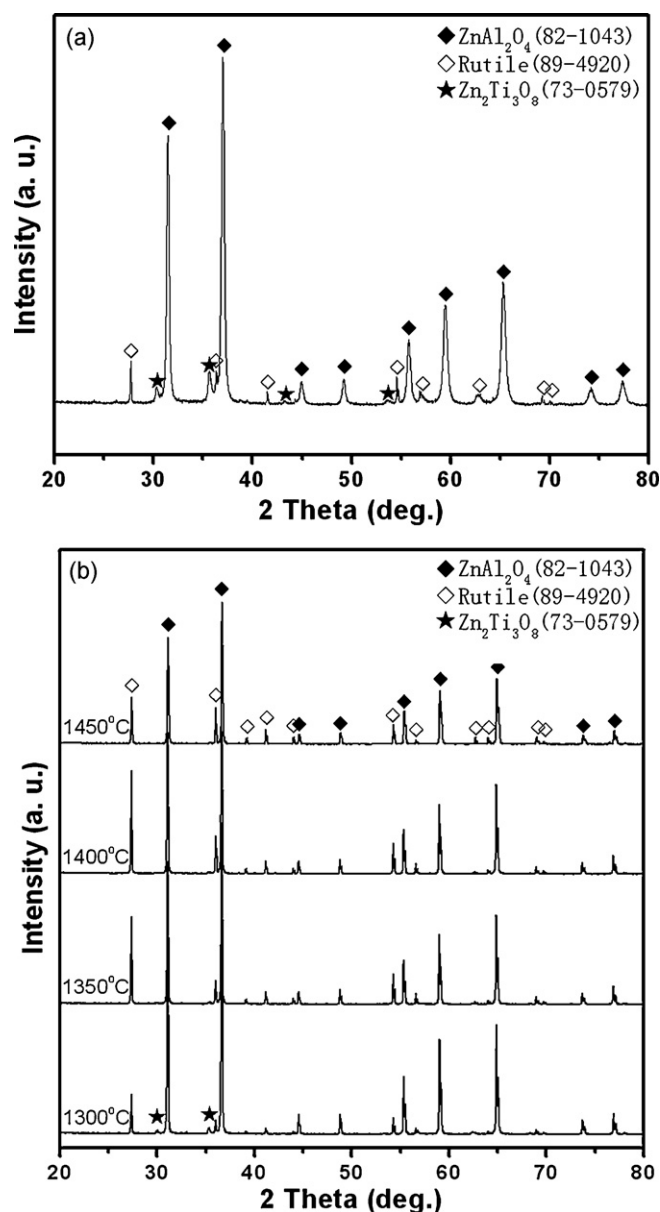 (a)
◆ ZnAl₂O₄(82-1043)
◇ Rutile(89-4920)
★ Zn₂Ti₃O₈(73-0579)
Intensity (a. u.)
20 30 40 50 60 70 80
2 Theta (deg.)
(b)
◆ ZnAl₂O₄(82-1043)
◇ Rutile(89-4920)
★ Zn₂Ti₃O₈(73-0579)
1450°C
1400°C
1350°C
1300°C
Intensity (a. u.)
20 30 40 50 60 70 80
2 Theta (deg.)